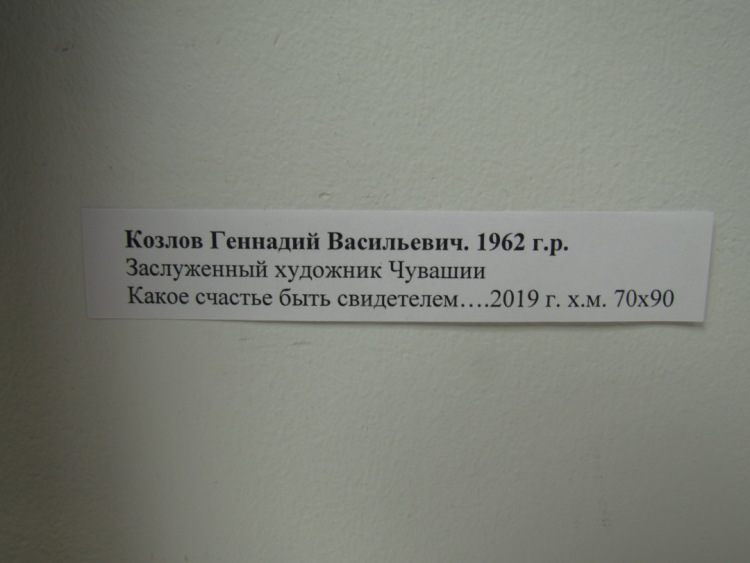 Козлов Геннадий Васильевич. 1962 г.р.
Заслуженный художник Чувашии
Какое счастье быть свидетелем….2019 г. х.м. 70х90